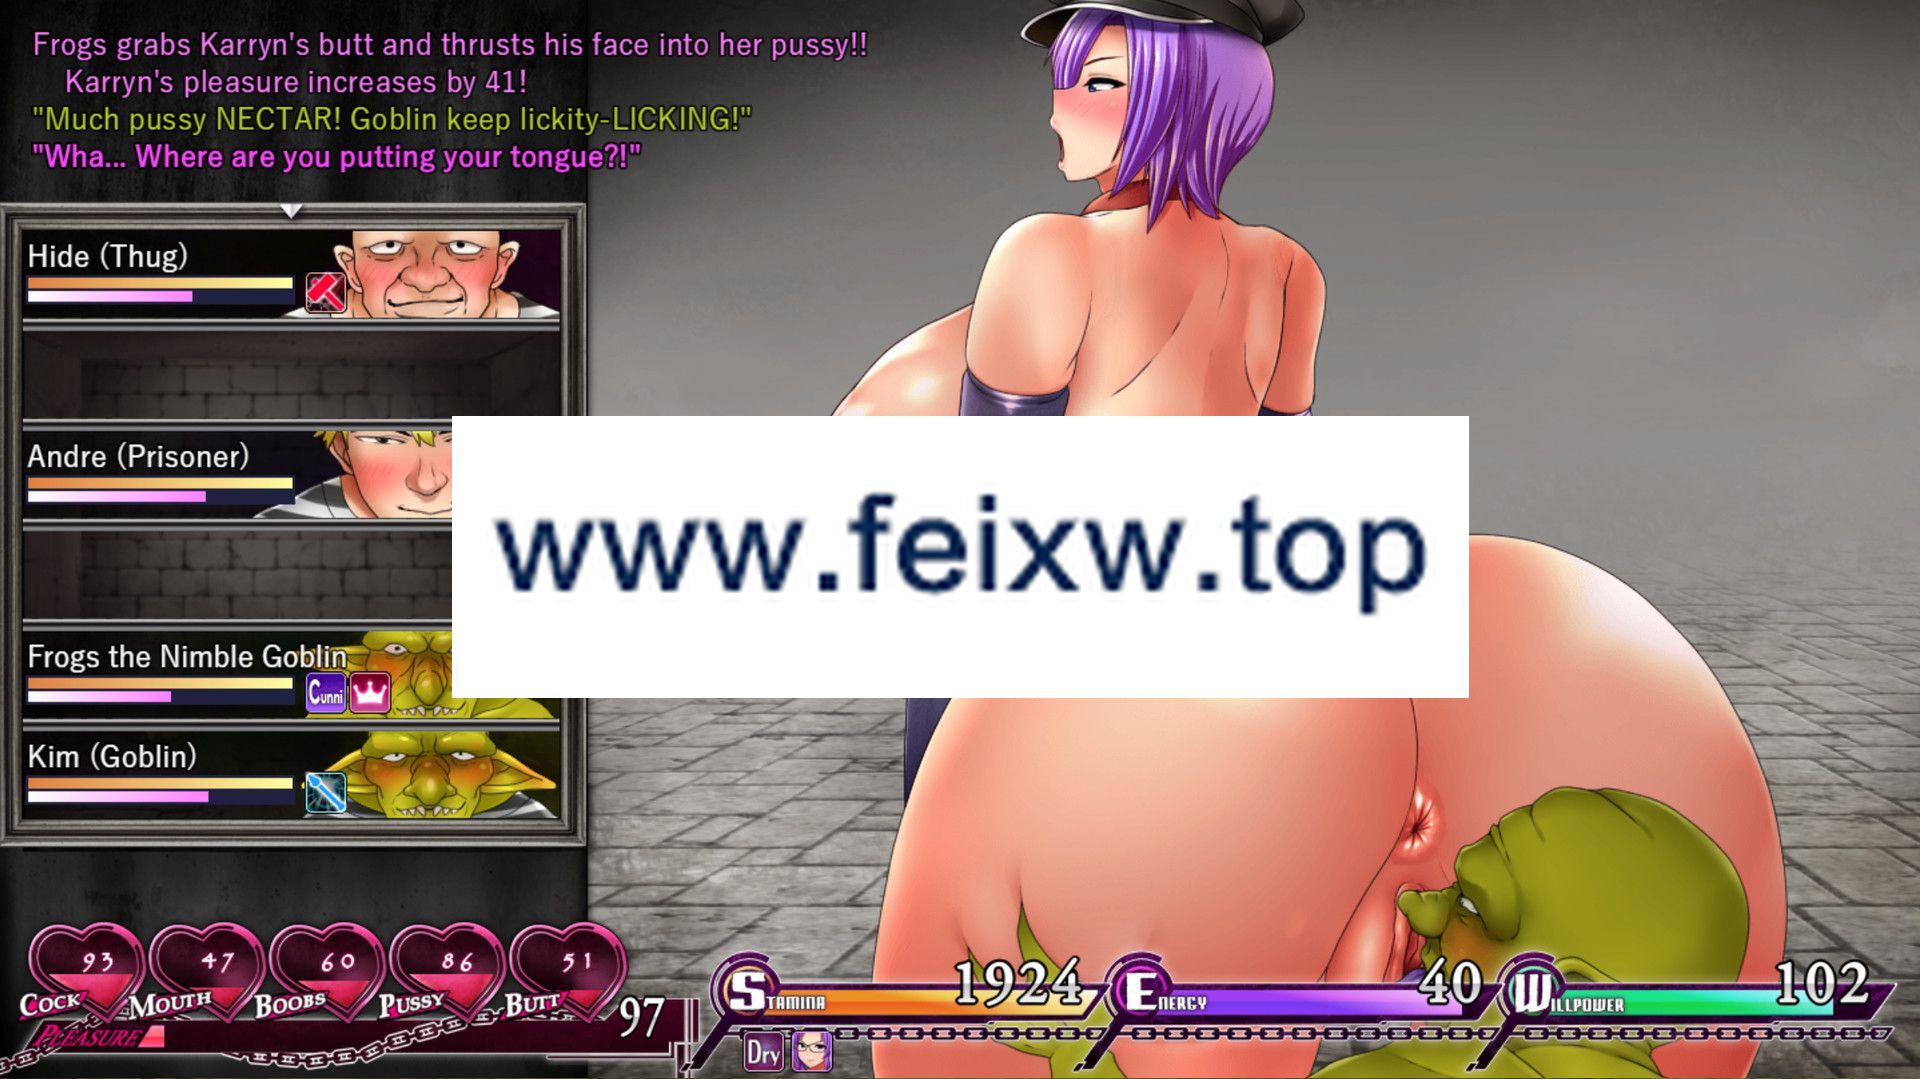 Frogs grabs Karryn's butt and thrusts his face into her pussy!!
Karryn's pleasure increases by 41!
"Much pussy NECTAR! Goblin keep lickity-LICKING!"
"Wha... Where are you putting your tongue?!"
Hide (Thug)
Andre (Prisoner)
www.feixw.top
Frogs the Nimble Goblin
Cunni
Kim (Goblin)
93 47 60 86 51
COCK MOUTH BOOBS PUSSY BUTT
PLEASURE 97
STAMINA 1924 ENERGY 40 WILLPOWER 102
Dry